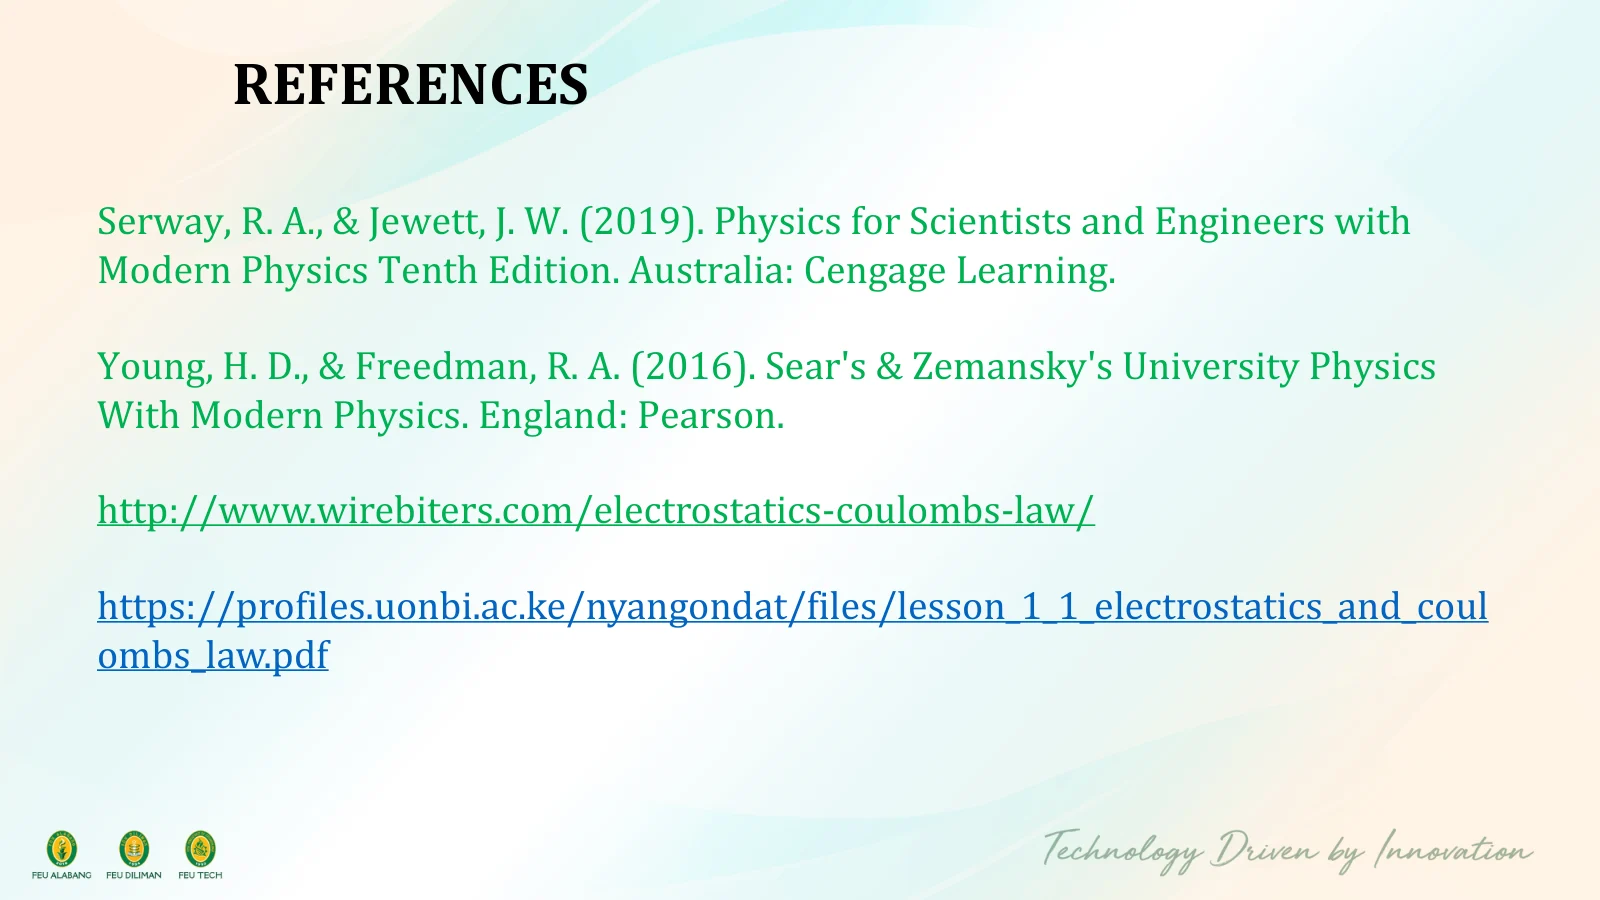 REFERENCES
Serway, R. A., & Jewett, J. W. (2019). Physics for Scientists and Engineers with
Modern Physics Tenth Edition. Australia: Cengage Learning.
Young, H. D., & Freedman, R. A. (2016). Sear's & Zemansky's University Physics
With Modern Physics. England: Pearson.
http://www.wirebiters.com/electrostatics-coulombs-law/
https://profiles.uonbi.ac.ke/nyangondat/files/lesson_1_1_electrostatics_and_coul
ombs_law.pdf
FEU ALABANG FEU DILIMAN FEU TECH
Technology Driven by Innovation